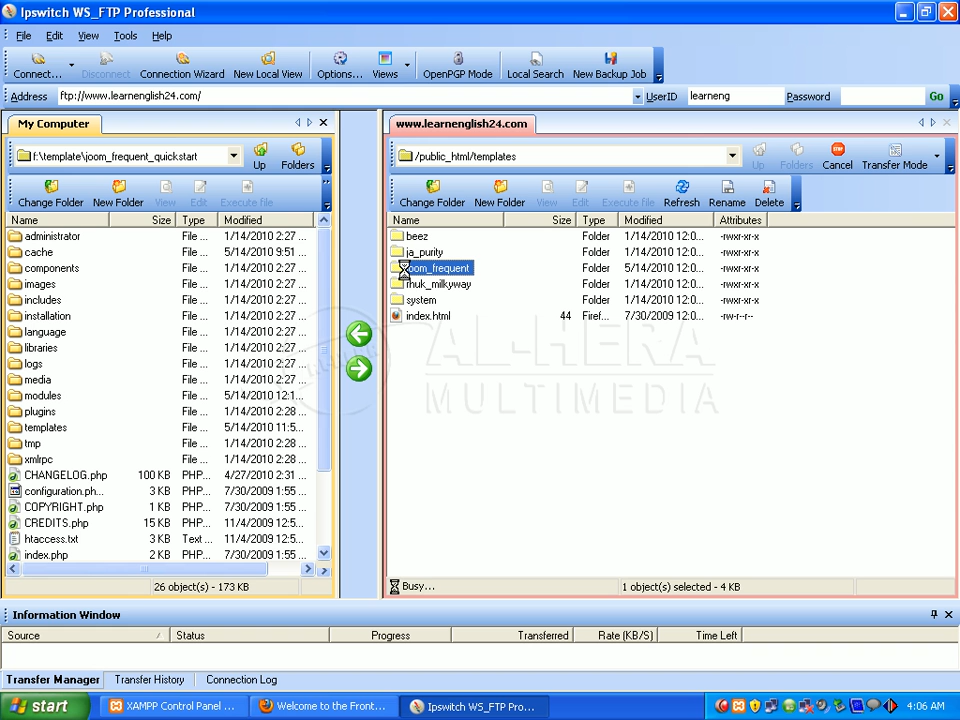 Ipswitch WS_FTP Professional
File Edit View Tools Help
Connect... Disconnect Connection Wizard New Local View Options... Views OpenPGP Mode Local Search New Backup Job
Address ftp://www.learnenglish24.com/ UserID learneng Password Go
My Computer
f:\template\joom_frequent_quickstart Up Folders
Change Folder New Folder View Edit Execute file
Name Size Type Modified
administrator File ... 1/14/2010 2:27 ...
cache File ... 5/14/2010 9:51 ...
components File ... 1/14/2010 2:27 ...
images File ... 1/14/2010 2:27 ...
includes File ... 1/14/2010 2:27 ...
installation File ... 1/14/2010 2:27 ...
language File ... 1/14/2010 2:27 ...
libraries File ... 1/14/2010 2:27 ...
logs File ... 1/14/2010 2:27 ...
media File ... 1/14/2010 2:27 ...
modules File ... 5/14/2010 12:1...
plugins File ... 1/14/2010 2:28 ...
templates File ... 5/14/2010 11:5...
tmp File ... 1/14/2010 2:28 ...
xmlrpc File ... 1/14/2010 2:28 ...
CHANGELOG.php 100 KB PHP... 4/27/2010 2:31 ...
configuration.ph... 3 KB PHP... 7/30/2009 1:55 ...
COPYRIGHT.php 1 KB PHP... 7/30/2009 1:55 ...
CREDITS.php 15 KB PHP... 11/4/2009 12:5...
htaccess.txt 3 KB Text ... 11/4/2009 12:5...
index.php 2 KB PHP... 7/30/2009 1:55 ...
26 object(s) - 173 KB
www.learnenglish24.com
/public_html/templates Up Folders Cancel Transfer Mode
Change Folder New Folder View Edit Execute file Refresh Rename Delete
Name Size Type Modified Attributes
beez Folder 1/14/2010 12:0... -rwxr-xr-x
ja_purity Folder 1/14/2010 12:0... -rwxr-xr-x
oom_frequent Folder 5/14/2010 12:0... -rwxr-xr-x
rhuk_milkyway Folder 1/14/2010 12:0... -rwxr-xr-x
system Folder 1/14/2010 12:0... -rwxr-xr-x
index.html 44 Firef... 7/30/2009 12:0... -rw-r--r--
AL-HERA
MULTIMEDIA
Busy... 1 object(s) selected - 4 KB
Information Window
Source Status Progress Transferred Rate (KB/S) Time Left
Transfer Manager Transfer History Connection Log
start XAMPP Control Panel ... Welcome to the Front... Ipswitch WS_FTP Pro... 4:06 AM